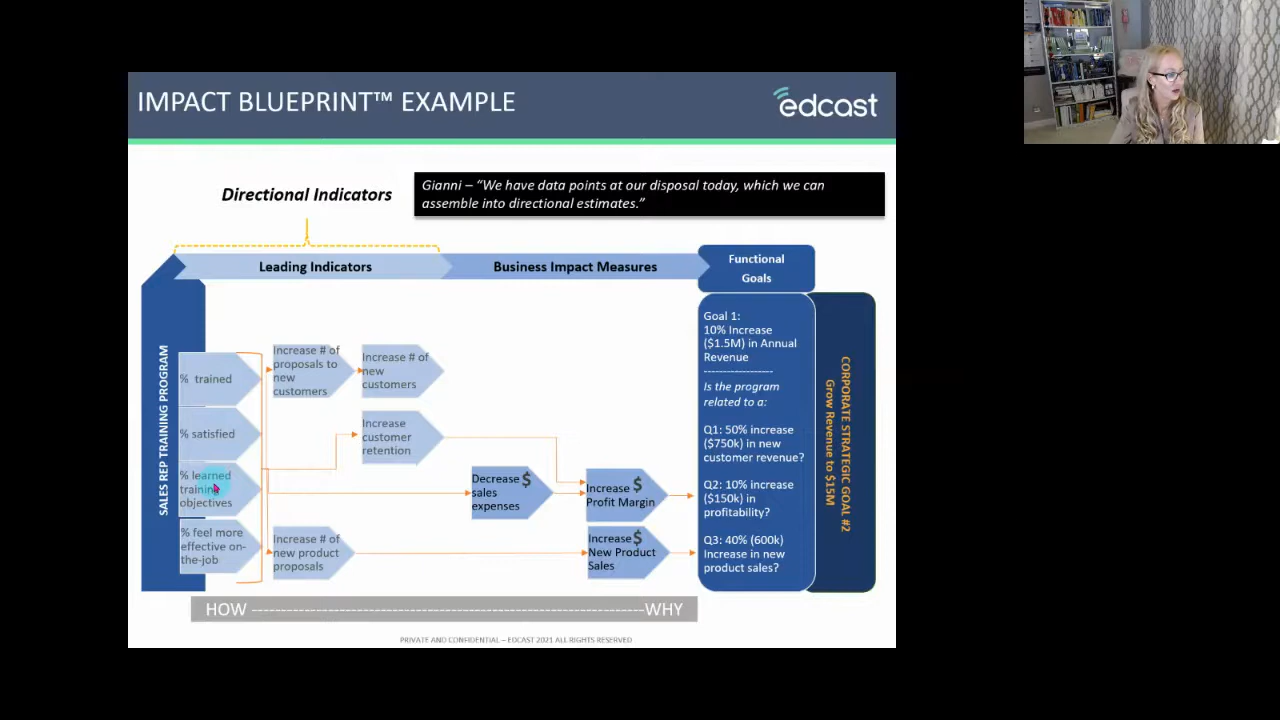 IMPACT BLUEPRINT™ EXAMPLE
edcast
Directional Indicators
Gianni – “We have data points at our disposal today, which we can
assemble into directional estimates.”
Leading Indicators
Business Impact Measures
Functional
Goals
SALES REP TRAINING PROGRAM
% trained
% satisfied
% learned
training
objectives
% feel more
effective on-
the-job
Increase # of
proposals to
new
customers
Increase # of
new
customers
Increase
customer
retention
Increase # of
new product
proposals
Decrease $
sales
expenses
Increase $
Profit Margin
Increase $
New Product
Sales
Goal 1:
10% Increase
($1.5M) in Annual
Revenue
-----------------
Is the program
related to a:
Q1: 50% increase
($750k) in new
customer revenue?
Q2: 10% increase
($150k) in
profitability?
Q3: 40% (600k)
Increase in new
product sales?
CORPORATE STRATEGIC GOAL #2
Grow Revenue to $15M
HOW ----------------------------------------------------------------WHY
PRIVATE AND CONFIDENTIAL – EDCAST 2021 ALL RIGHTS RESERVED